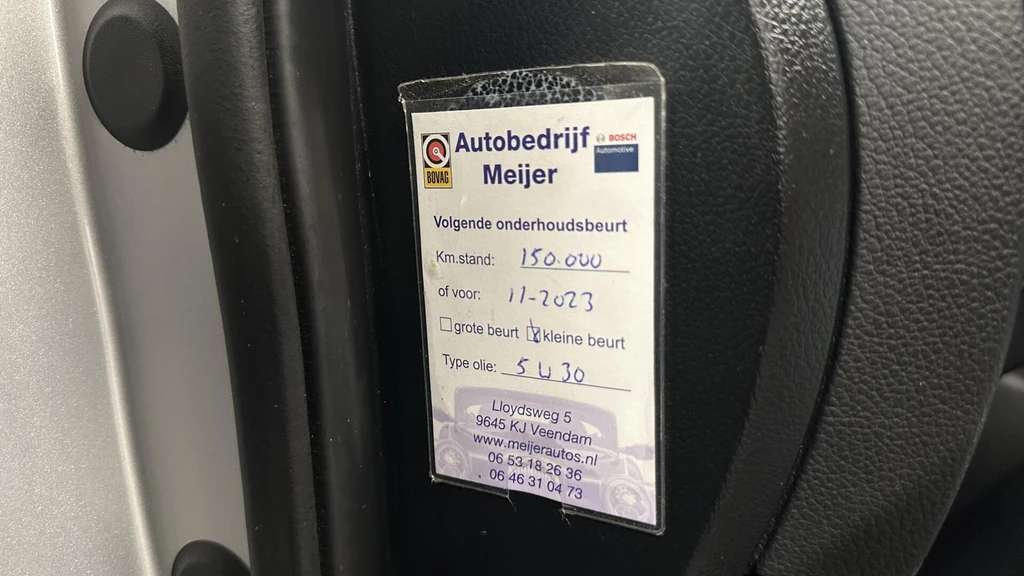 BOVAG
Autobedrijf
Meijer
BOSCH
Automotive
Volgende onderhoudsbeurt
Km.stand: 150.000
of voor: 11-2023
grote beurt kleine beurt
Type olie: 5 W 30
Lloydsweg 5
9645 KJ Veendam
www.meijerautos.nl
06 53 18 26 36
06 46 31 04 73